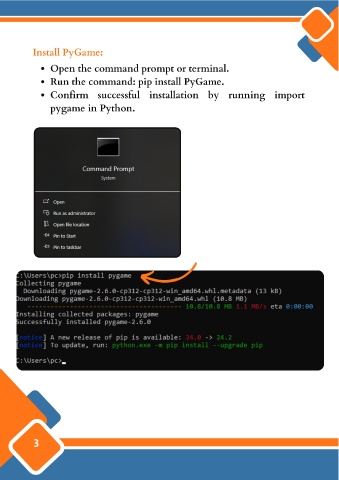 Install PyGame:
• Open the command prompt or terminal.
• Run the command: pip install PyGame.
• Confirm successful installation by running import
pygame in Python.
Command Prompt
System
Open
Run as administrator
Open file location
Pin to Start
Pin to taskbar
C:\Users\pc>pip install pygame
Collecting pygame
Downloading pygame-2.6.0-cp312-cp312-win_amd64.whl.metadata (13 kB)
Downloading pygame-2.6.0-cp312-cp312-win_amd64.whl (10.8 MB)
---------------------------------------- 10.8/10.8 MB 1.1 MB/s eta 0:00:00
Installing collected packages: pygame
Successfully installed pygame-2.6.0
[notice] A new release of pip is available: 24.0 -> 24.2
[notice] To update, run: python.exe -m pip install --upgrade pip
C:\Users\pc>
3